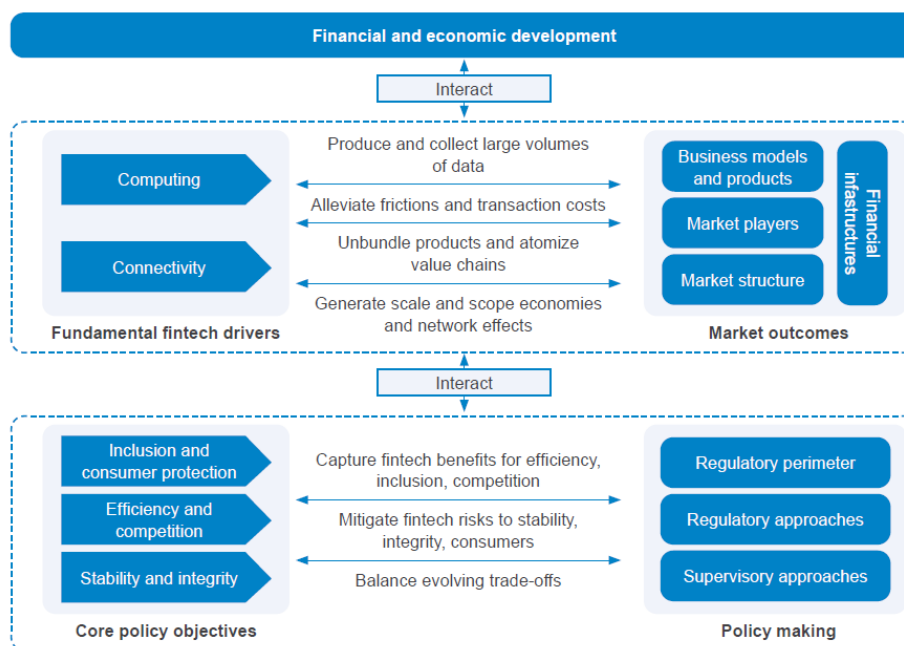 Financial and economic development
Interact
Computing
Connectivity
Fundamental fintech drivers
Produce and collect large volumes
of data
Alleviate frictions and transaction costs
Unbundle products and atomize
value chains
Generate scale and scope economies
and network effects
Business models
and products
Market players
Market structure
Financial
infastructures
Market outcomes
Interact
Inclusion and
consumer protection
Efficiency and
competition
Stability and integrity
Core policy objectives
Capture fintech benefits for efficiency,
inclusion, competition
Mitigate fintech risks to stability,
integrity, consumers
Balance evolving trade-offs
Regulatory perimeter
Regulatory approaches
Supervisory approaches
Policy making